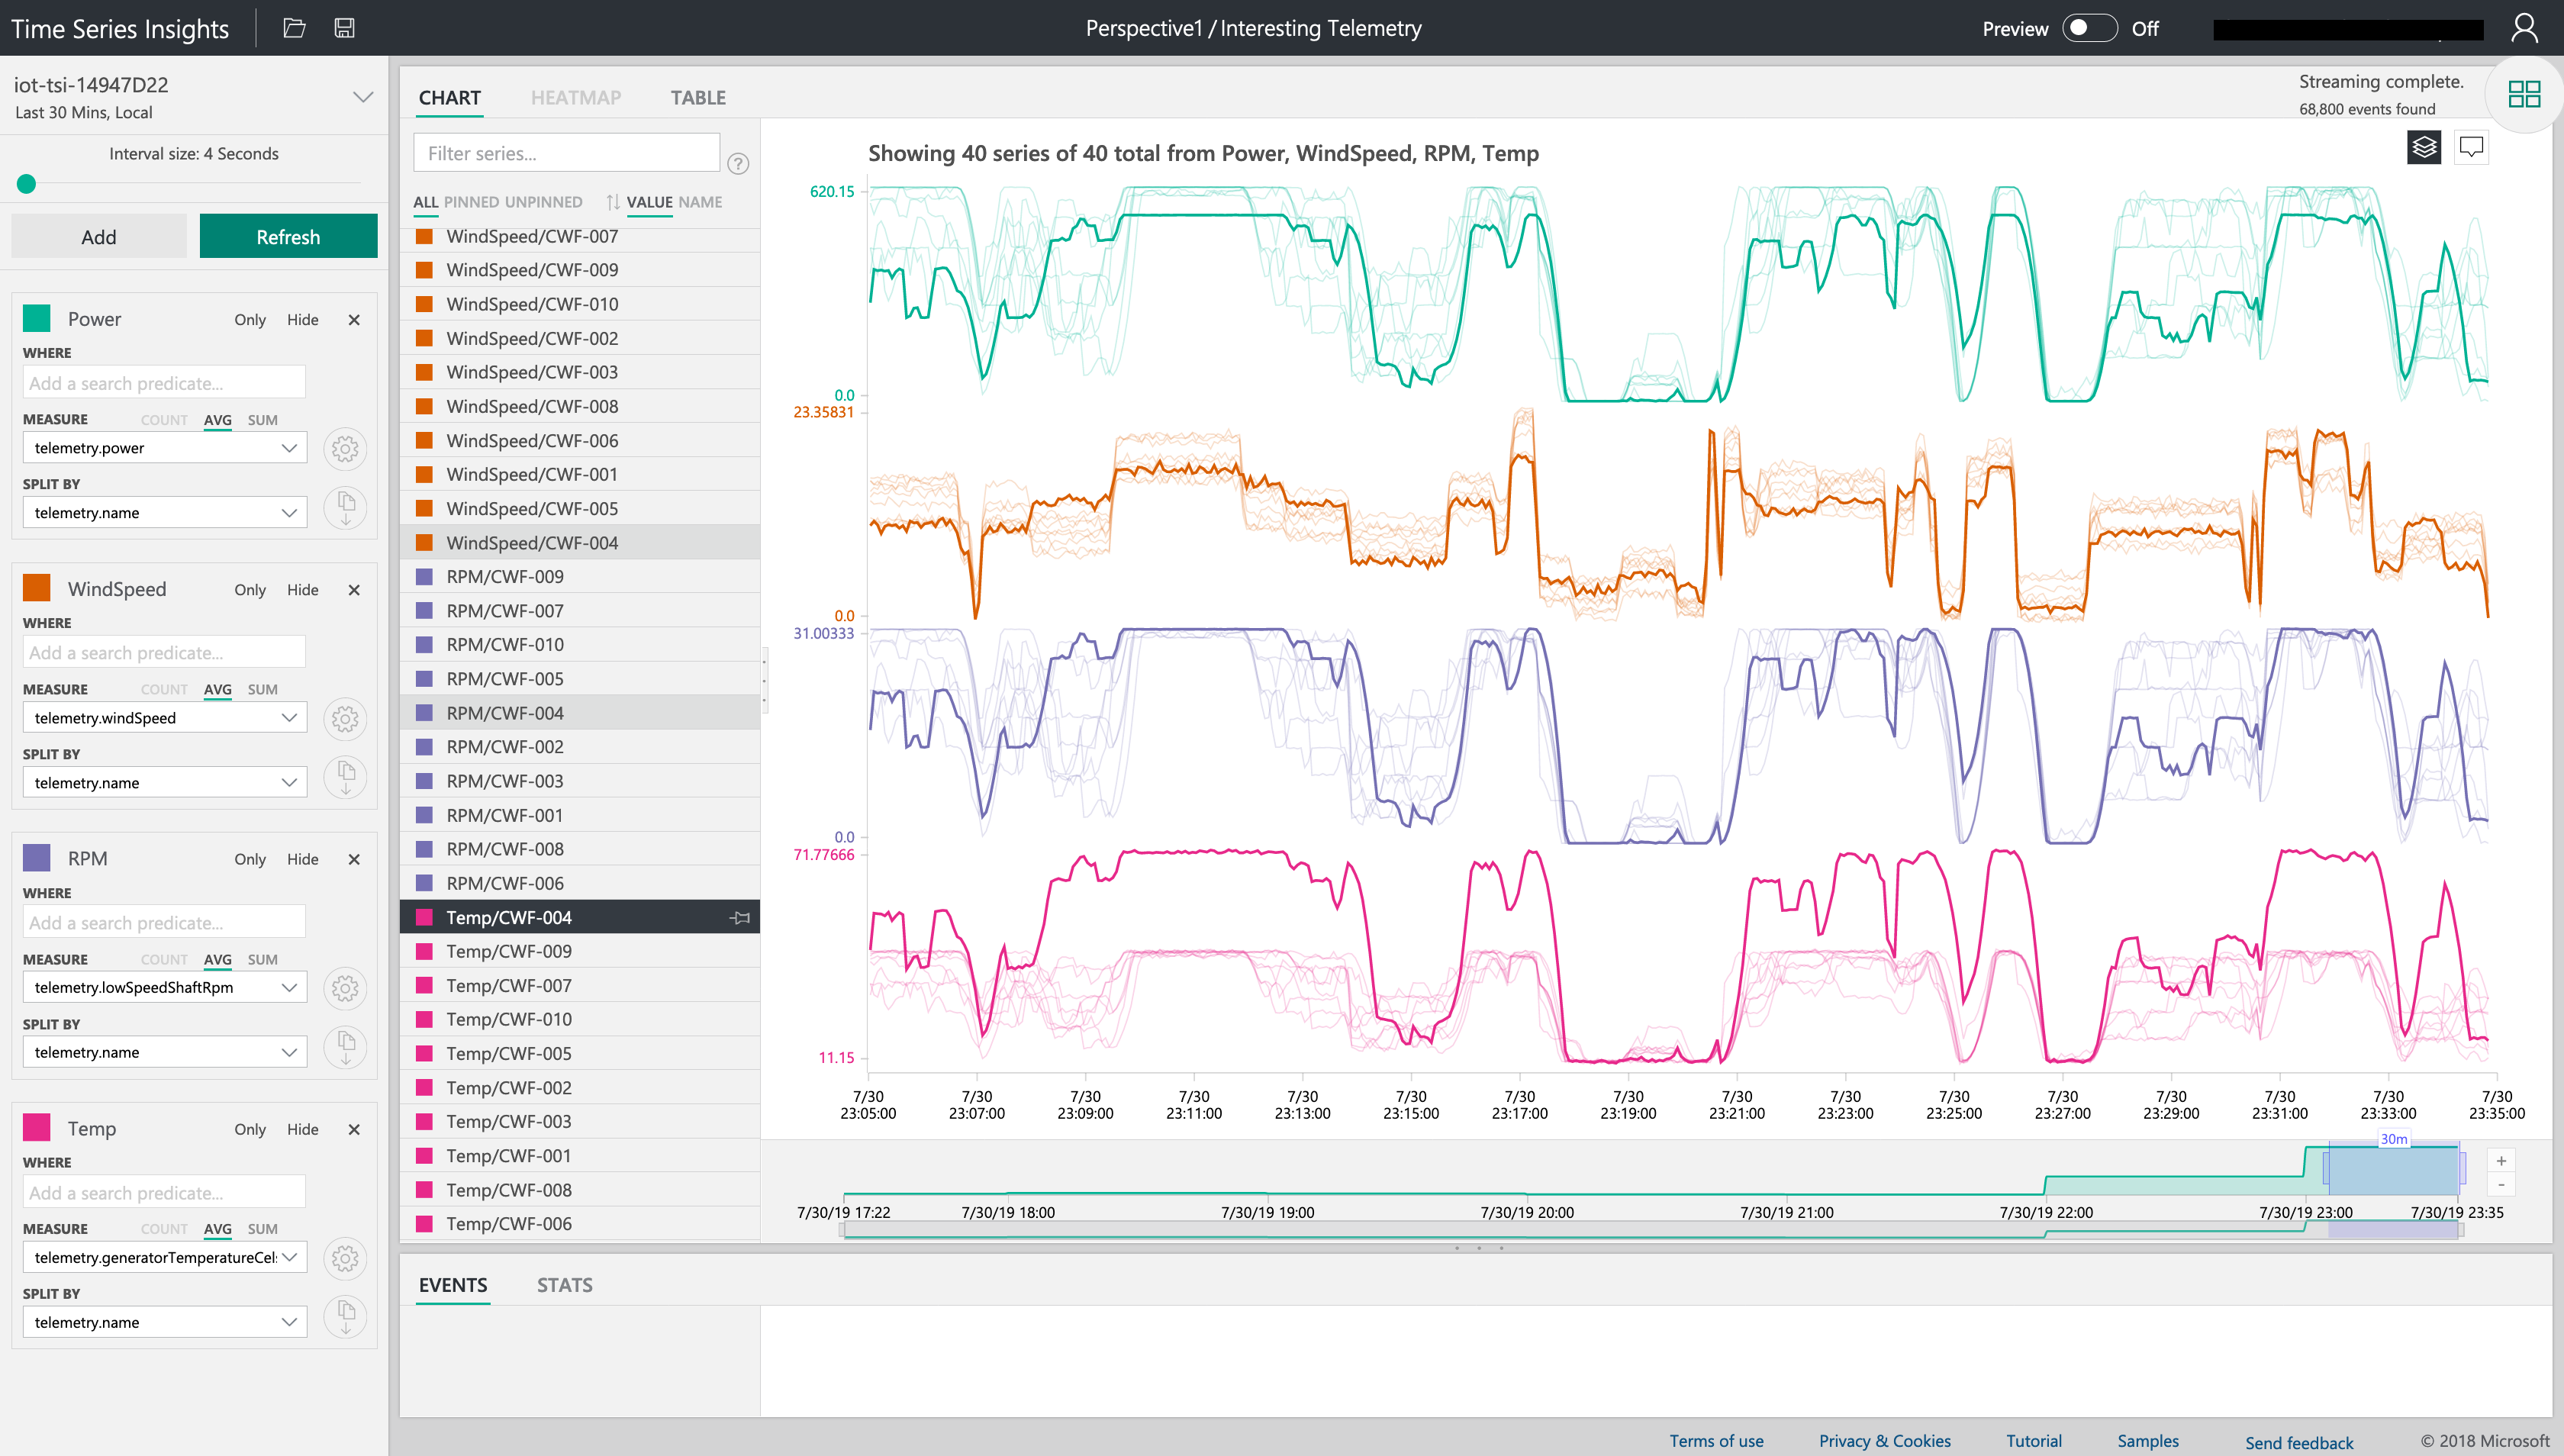 Time Series Insights
Perspective1 / Interesting Telemetry
Preview Off
iot-tsi-14947D22
Last 30 Mins, Local
Interval size: 4 Seconds
Add Refresh
Power Only Hide ×
WHERE
Add a search predicate...
MEASURE COUNT AVG SUM
telemetry.power
SPLIT BY
telemetry.name
WindSpeed Only Hide ×
WHERE
Add a search predicate...
MEASURE COUNT AVG SUM
telemetry.windSpeed
SPLIT BY
telemetry.name
RPM Only Hide ×
WHERE
Add a search predicate...
MEASURE COUNT AVG SUM
telemetry.lowSpeedShaftRpm
SPLIT BY
telemetry.name
Temp Only Hide ×
WHERE
Add a search predicate...
MEASURE COUNT AVG SUM
telemetry.generatorTemperatureCel
SPLIT BY
telemetry.name
CHART HEATMAP TABLE
Streaming complete.
68,800 events found
Filter series...
?
ALL PINNED UNPINNED VALUE NAME
WindSpeed/CWF-007
WindSpeed/CWF-009
WindSpeed/CWF-010
WindSpeed/CWF-002
WindSpeed/CWF-003
WindSpeed/CWF-008
WindSpeed/CWF-006
WindSpeed/CWF-001
WindSpeed/CWF-005
WindSpeed/CWF-004
RPM/CWF-009
RPM/CWF-007
RPM/CWF-010
RPM/CWF-005
RPM/CWF-004
RPM/CWF-002
RPM/CWF-003
RPM/CWF-001
RPM/CWF-008
RPM/CWF-006
Temp/CWF-004
Temp/CWF-009
Temp/CWF-007
Temp/CWF-010
Temp/CWF-005
Temp/CWF-002
Temp/CWF-003
Temp/CWF-001
Temp/CWF-008
Temp/CWF-006
Showing 40 series of 40 total from Power, WindSpeed, RPM, Temp
620.15
0.0
23.35831
0.0
31.00333
0.0
71.77666
11.15
7/30 7/30 7/30 7/30 7/30 7/30 7/30 7/30 7/30 7/30 7/30 7/30 7/30 7/30 7/30 7/30
23:05:00 23:07:00 23:09:00 23:11:00 23:13:00 23:15:00 23:17:00 23:19:00 23:21:00 23:23:00 23:25:00 23:27:00 23:29:00 23:31:00 23:33:00 23:35:00
30m
+
-
7/30/19 17:22 7/30/19 18:00 7/30/19 19:00 7/30/19 20:00 7/30/19 21:00 7/30/19 22:00 7/30/19 23:00 7/30/19 23:35
EVENTS STATS
Terms of use Privacy & Cookies Tutorial Samples Send feedback © 2018 Microsoft